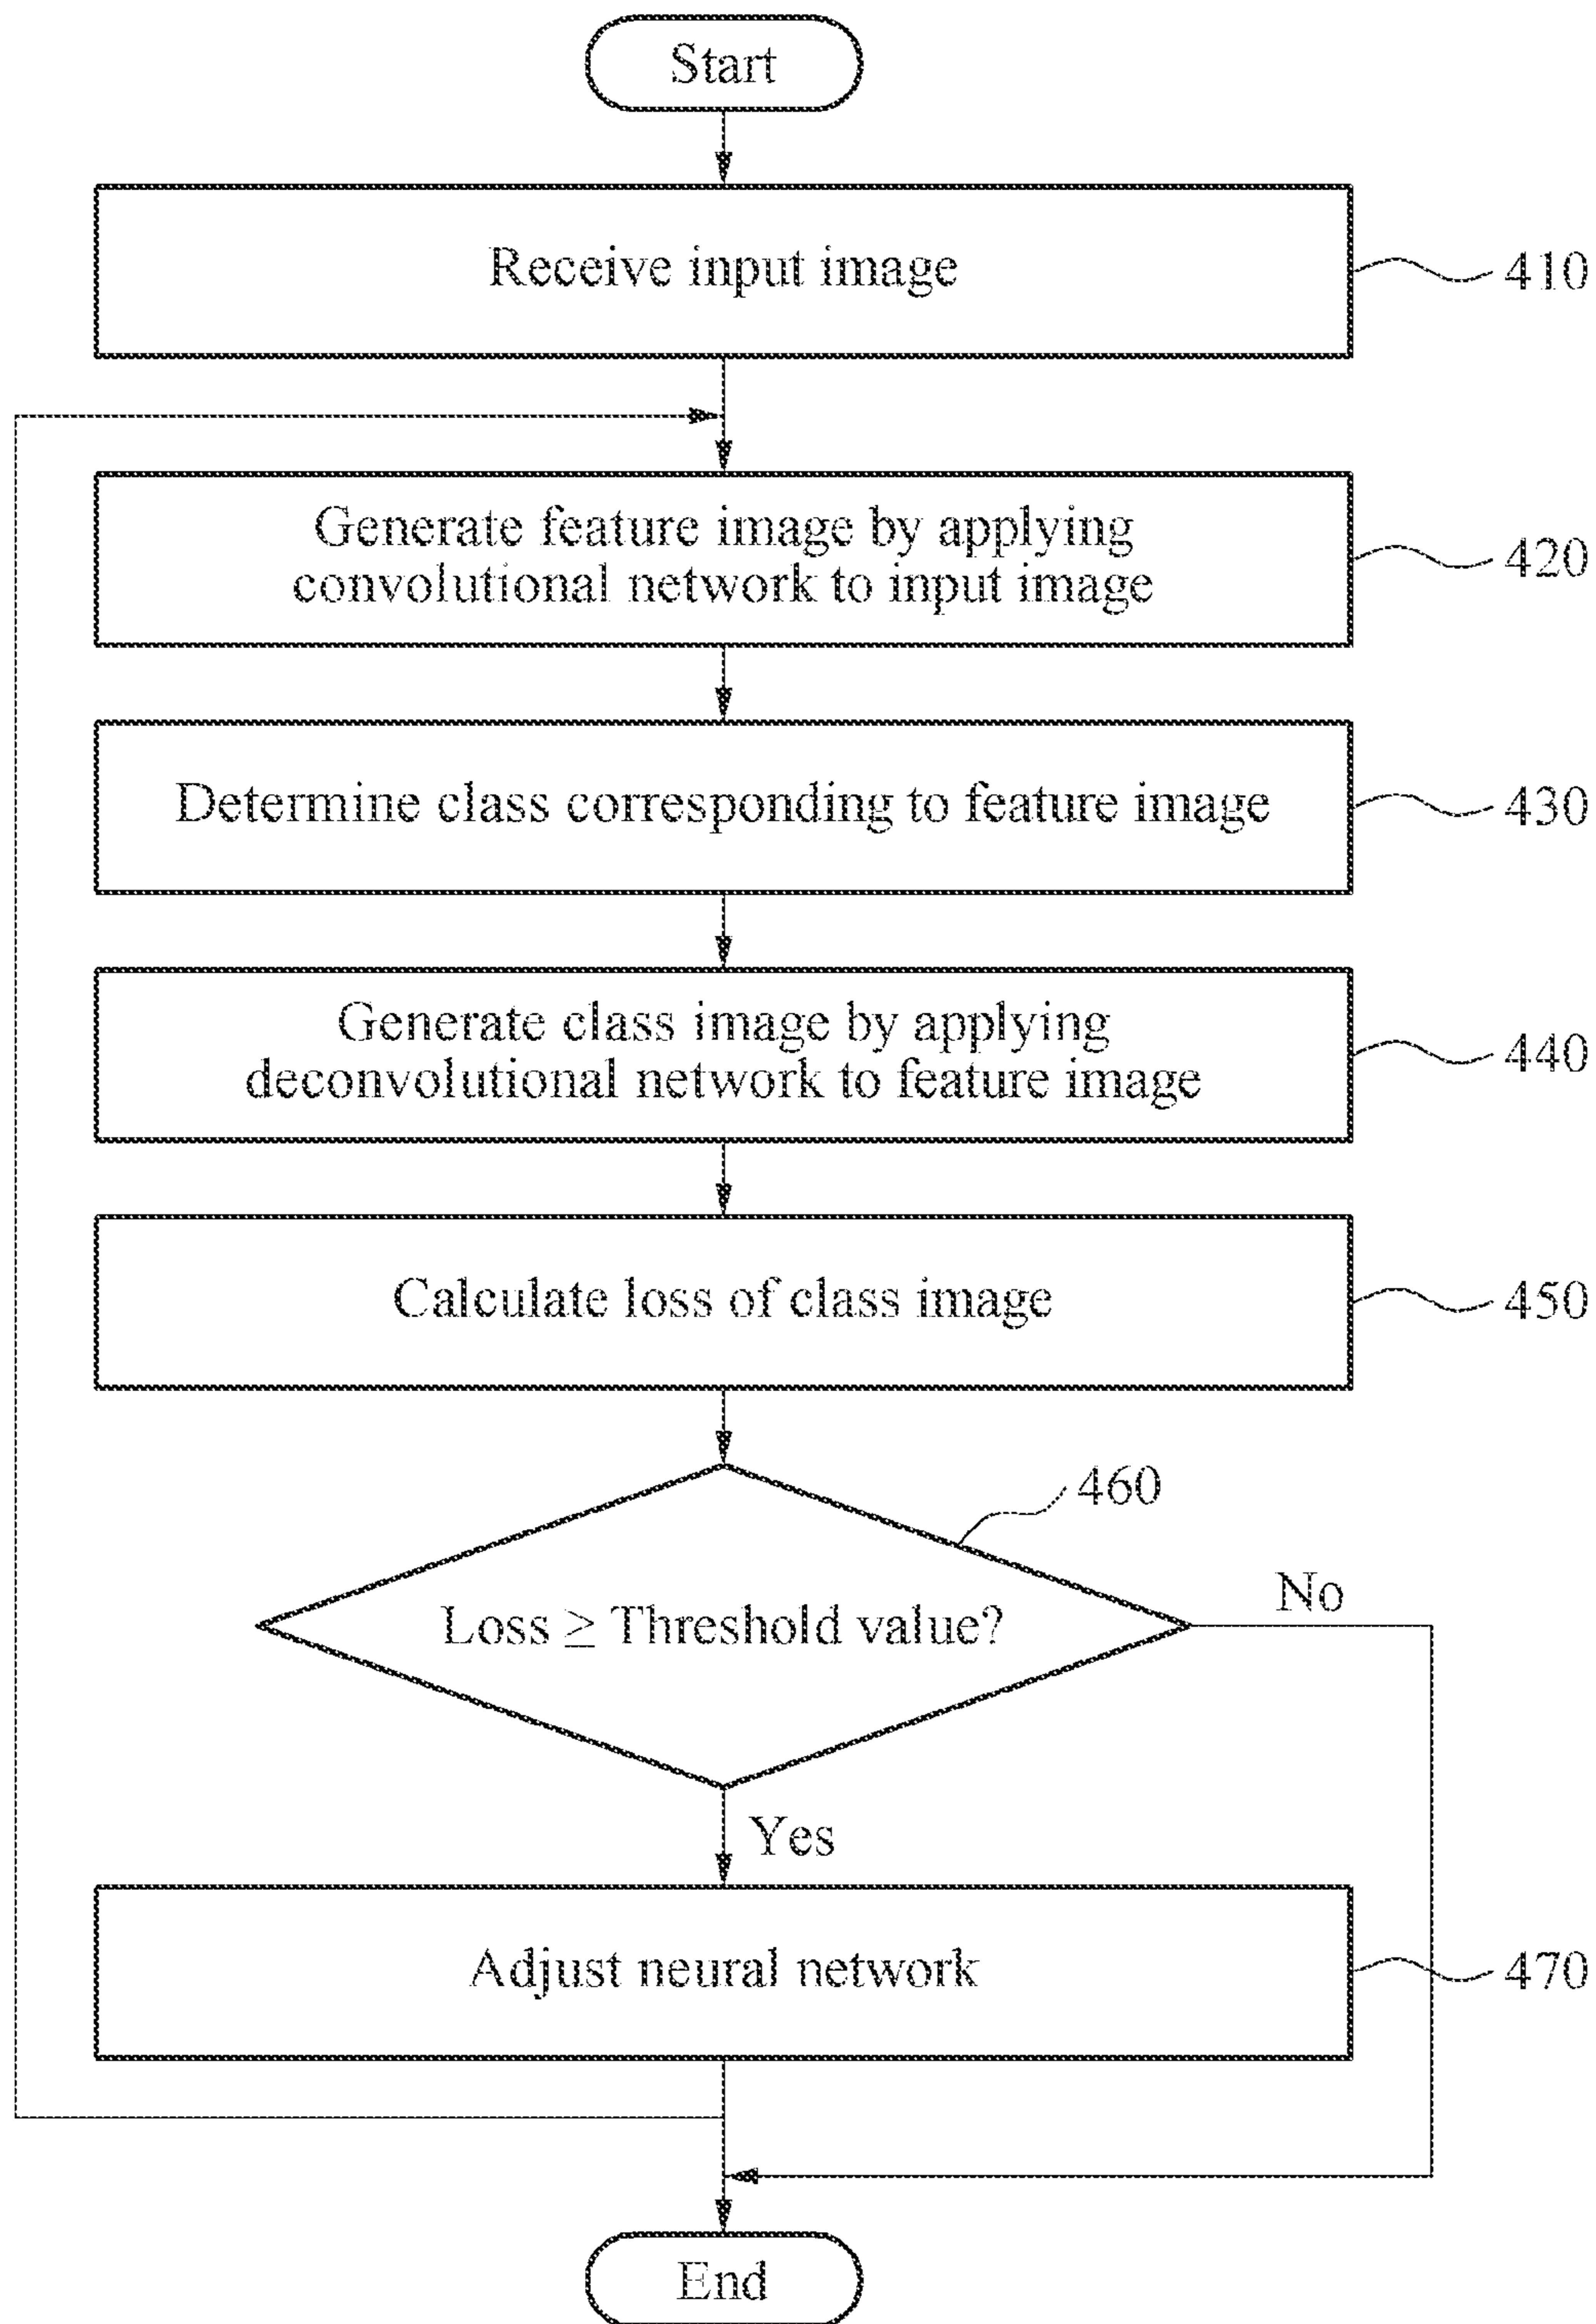 Start
Receive input image
410
Generate feature image by applying
convolutional network to input image
420
Determine class corresponding to feature image
430
Generate class image by applying
deconvolutional network to feature image
440
Calculate loss of class image
450
460
Loss ≥ Threshold value?
No
Yes
Adjust neural network
470
End